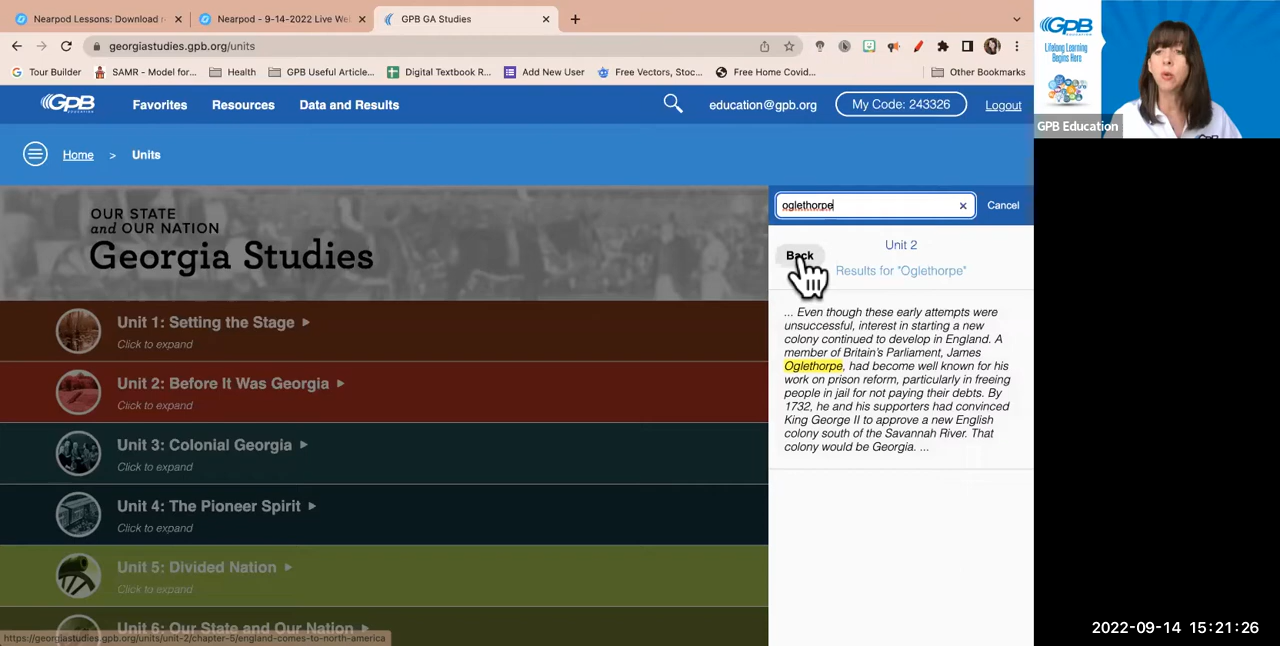 Nearpod Lessons: Download r
Nearpod - 9-14-2022 Live We
GPB GA Studies
georgiastudies.gpb.org/units
Tour Builder
SAMR - Model for...
Health
GPB Useful Article...
Digital Textbook R...
Add New User
Free Vectors, Stoc...
Free Home Covid...
Other Bookmarks
GPB
EDUCATION
Favorites
Resources
Data and Results
education@gpb.org
My Code: 243326
Logout
Home > Units
OUR STATE
and OUR NATION
Georgia Studies
Unit 1: Setting the Stage
Click to expand
Unit 2: Before It Was Georgia
Click to expand
Unit 3: Colonial Georgia
Click to expand
Unit 4: The Pioneer Spirit
Click to expand
Unit 5: Divided Nation
Click to expand
Unit 6: Our State and Our Nation
https://georgiastudies.gpb.org/units/unit-2/chapter-5/england-comes-to-north-america
oglethorpe
Cancel
Back
Unit 2
Results for "Oglethorpe"
... Even though these early attempts were
unsuccessful, interest in starting a new
colony continued to develop in England. A
member of Britain's Parliament, James
Oglethorpe, had become well known for his
work on prison reform, particularly in freeing
people in jail for not paying their debts. By
1732, he and his supporters had convinced
King George II to approve a new English
colony south of the Savannah River. That
colony would be Georgia. ...
GPB
EDUCATION
Lifelong Learning
Begins Here
GPB Education
2022-09-14 15:21:26